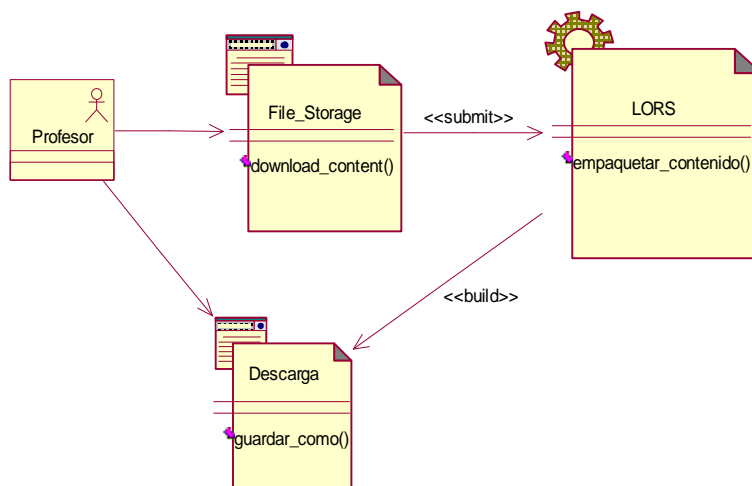 Profesor
File_Storage
download_content()
<<submit>>
LORS
empaquetar_contenido()
<<build>>
Descarga
guardar_como()